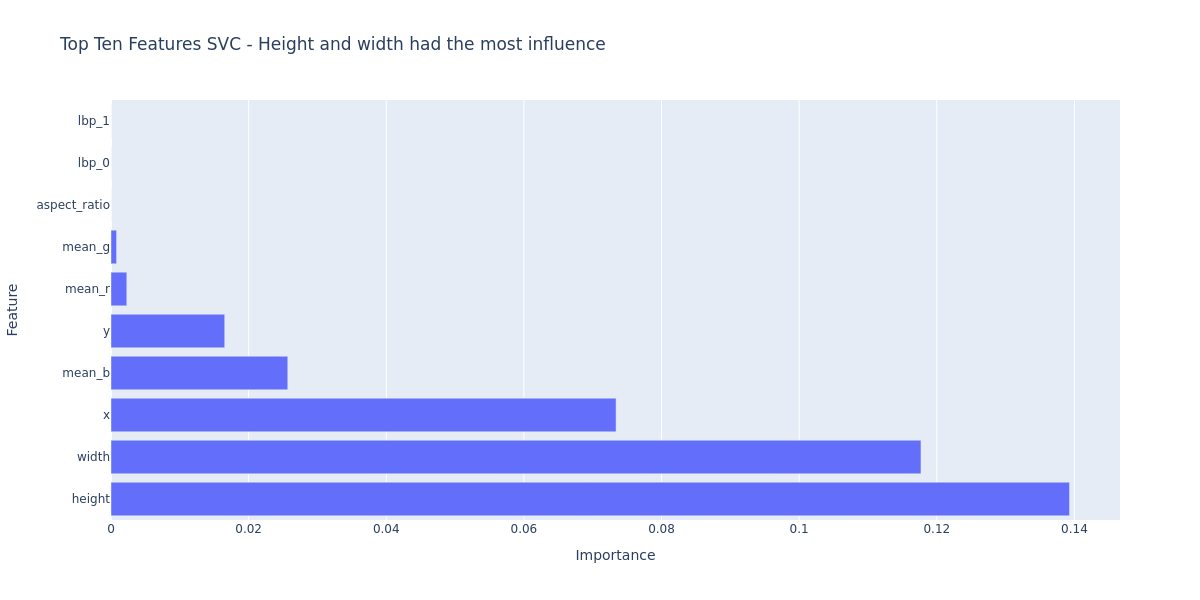 Top Ten Features SVC - Height and width had the most influence
lbp_1
lbp_0
aspect_ratio
mean_g
mean_r
y
mean_b
x
width
height
Feature
0 0.02 0.04 0.06 0.08 0.1 0.12 0.14
Importance